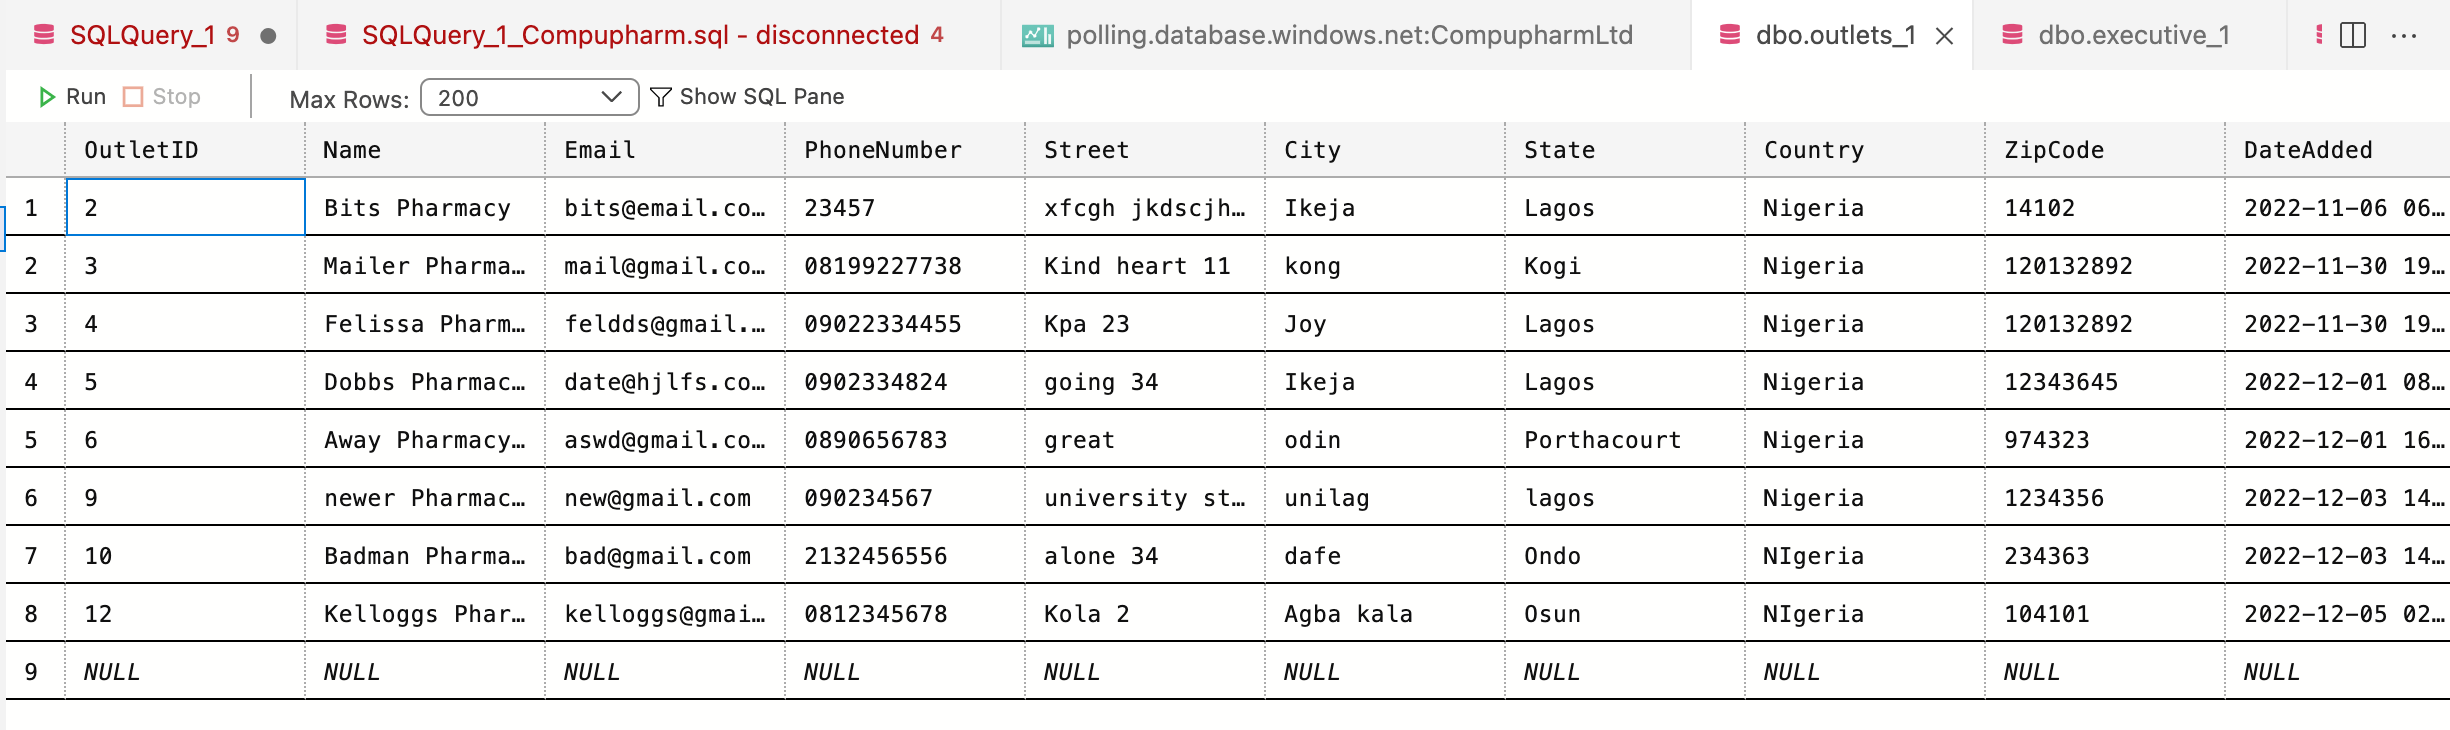 SQLQuery_1 9 SQLQuery_1_Compupharm.sql - disconnected 4 polling.database.windows.net:CompupharmLtd dbo.outlets_1 dbo.executive_1
Run Stop Max Rows: 200 Show SQL Pane
OutletID Name Email PhoneNumber Street City State Country ZipCode DateAdded
1 2 Bits Pharmacy bits@email.co… 23457 xfcgh jkdscjh… Ikeja Lagos Nigeria 14102 2022-11-06 06…
2 3 Mailer Pharma… mail@gmail.co… 08199227738 Kind heart 11 kong Kogi Nigeria 120132892 2022-11-30 19…
3 4 Felissa Pharm… feldds@gmail.… 09022334455 Kpa 23 Joy Lagos Nigeria 120132892 2022-11-30 19…
4 5 Dobbs Pharmac… date@hjlfs.co… 0902334824 going 34 Ikeja Lagos Nigeria 12343645 2022-12-01 08…
5 6 Away Pharmacy… aswd@gmail.co… 0890656783 great odin Porthacourt Nigeria 974323 2022-12-01 16…
6 9 newer Pharmac… new@gmail.com 090234567 university st… unilag lagos Nigeria 1234356 2022-12-03 14…
7 10 Badman Pharma… bad@gmail.com 2132456556 alone 34 dafe Ondo NIgeria 234363 2022-12-03 14…
8 12 Kelloggs Phar… kelloggs@gmai… 0812345678 Kola 2 Agba kala Osun NIgeria 104101 2022-12-05 02…
9 NULL NULL NULL NULL NULL NULL NULL NULL NULL NULL